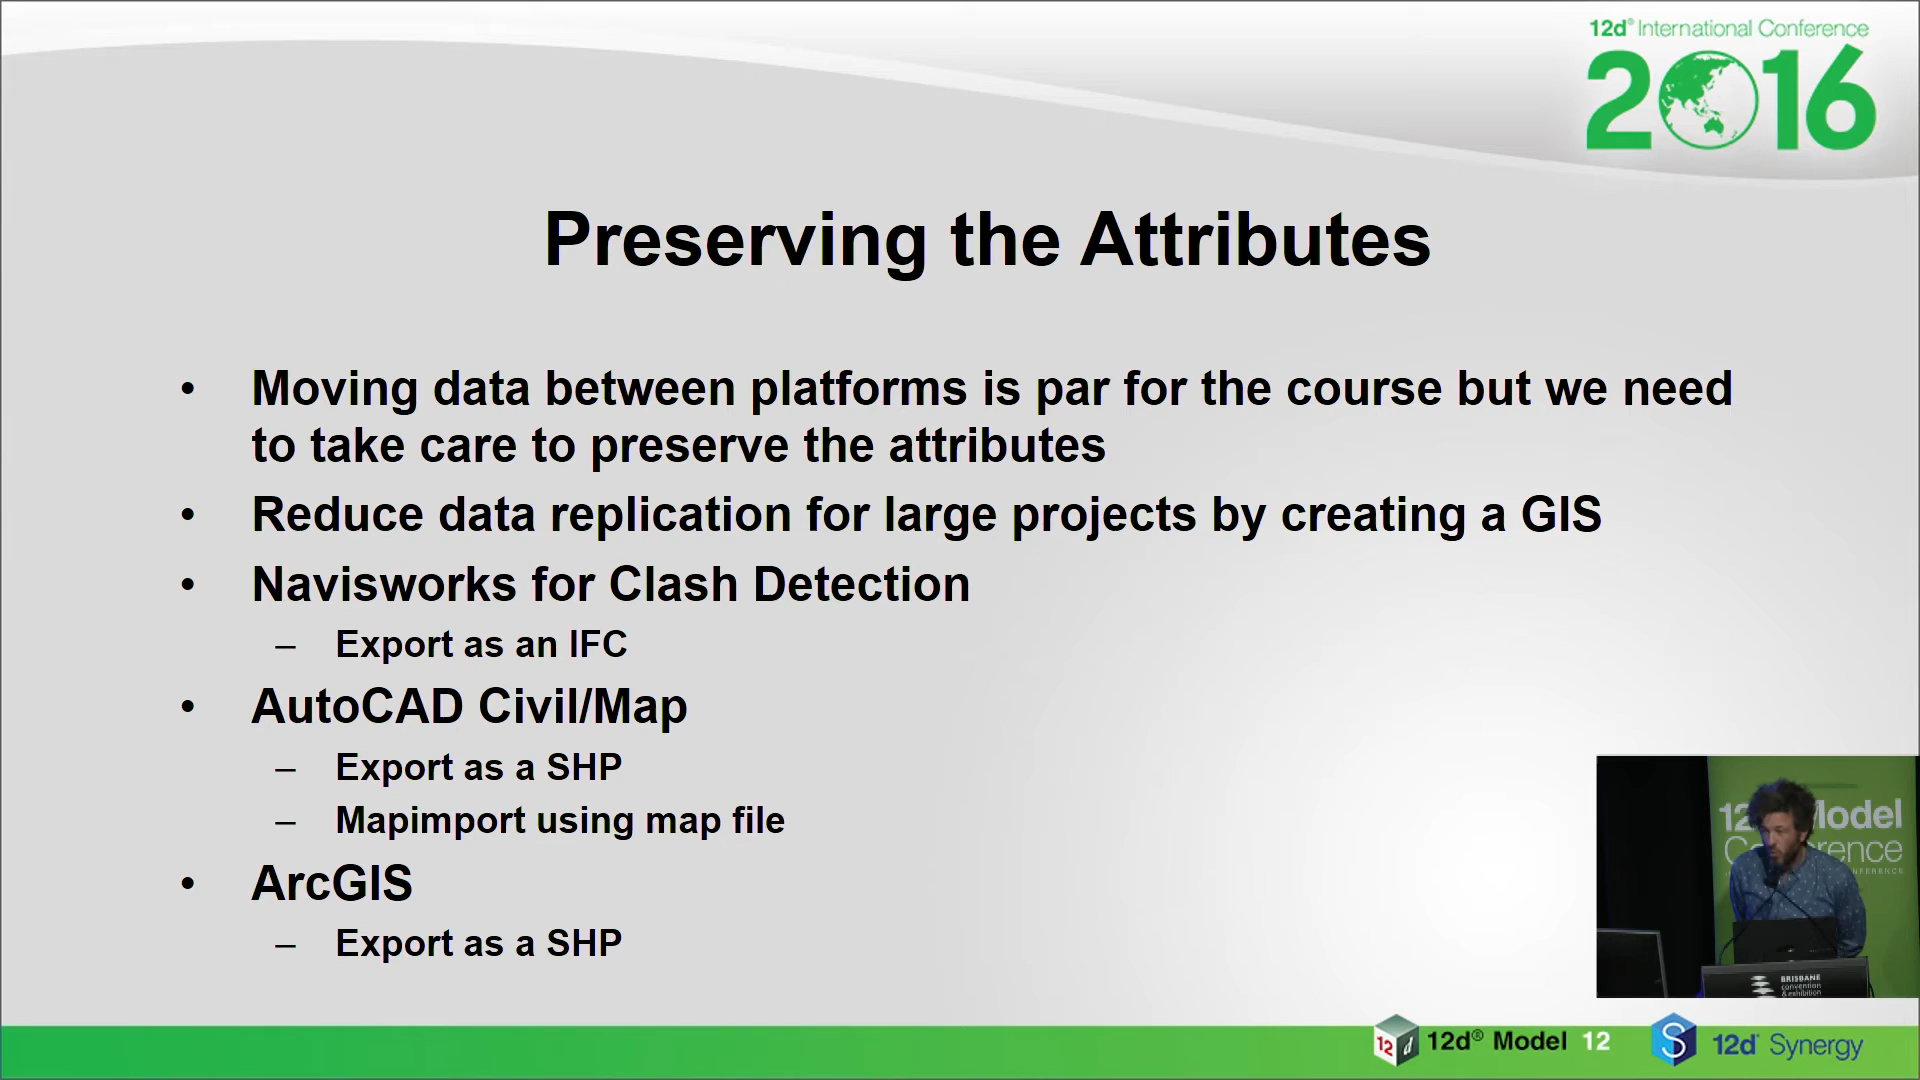 12d® International Conference
2016
Preserving the Attributes
• Moving data between platforms is par for the course but we need
to take care to preserve the attributes
• Reduce data replication for large projects by creating a GIS
• Navisworks for Clash Detection
– Export as an IFC
• AutoCAD Civil/Map
– Export as a SHP
– Mapimport using map file
• ArcGIS
– Export as a SHP
BRISBANE
convention
& exhibition
12d® Model 12
12d Synergy